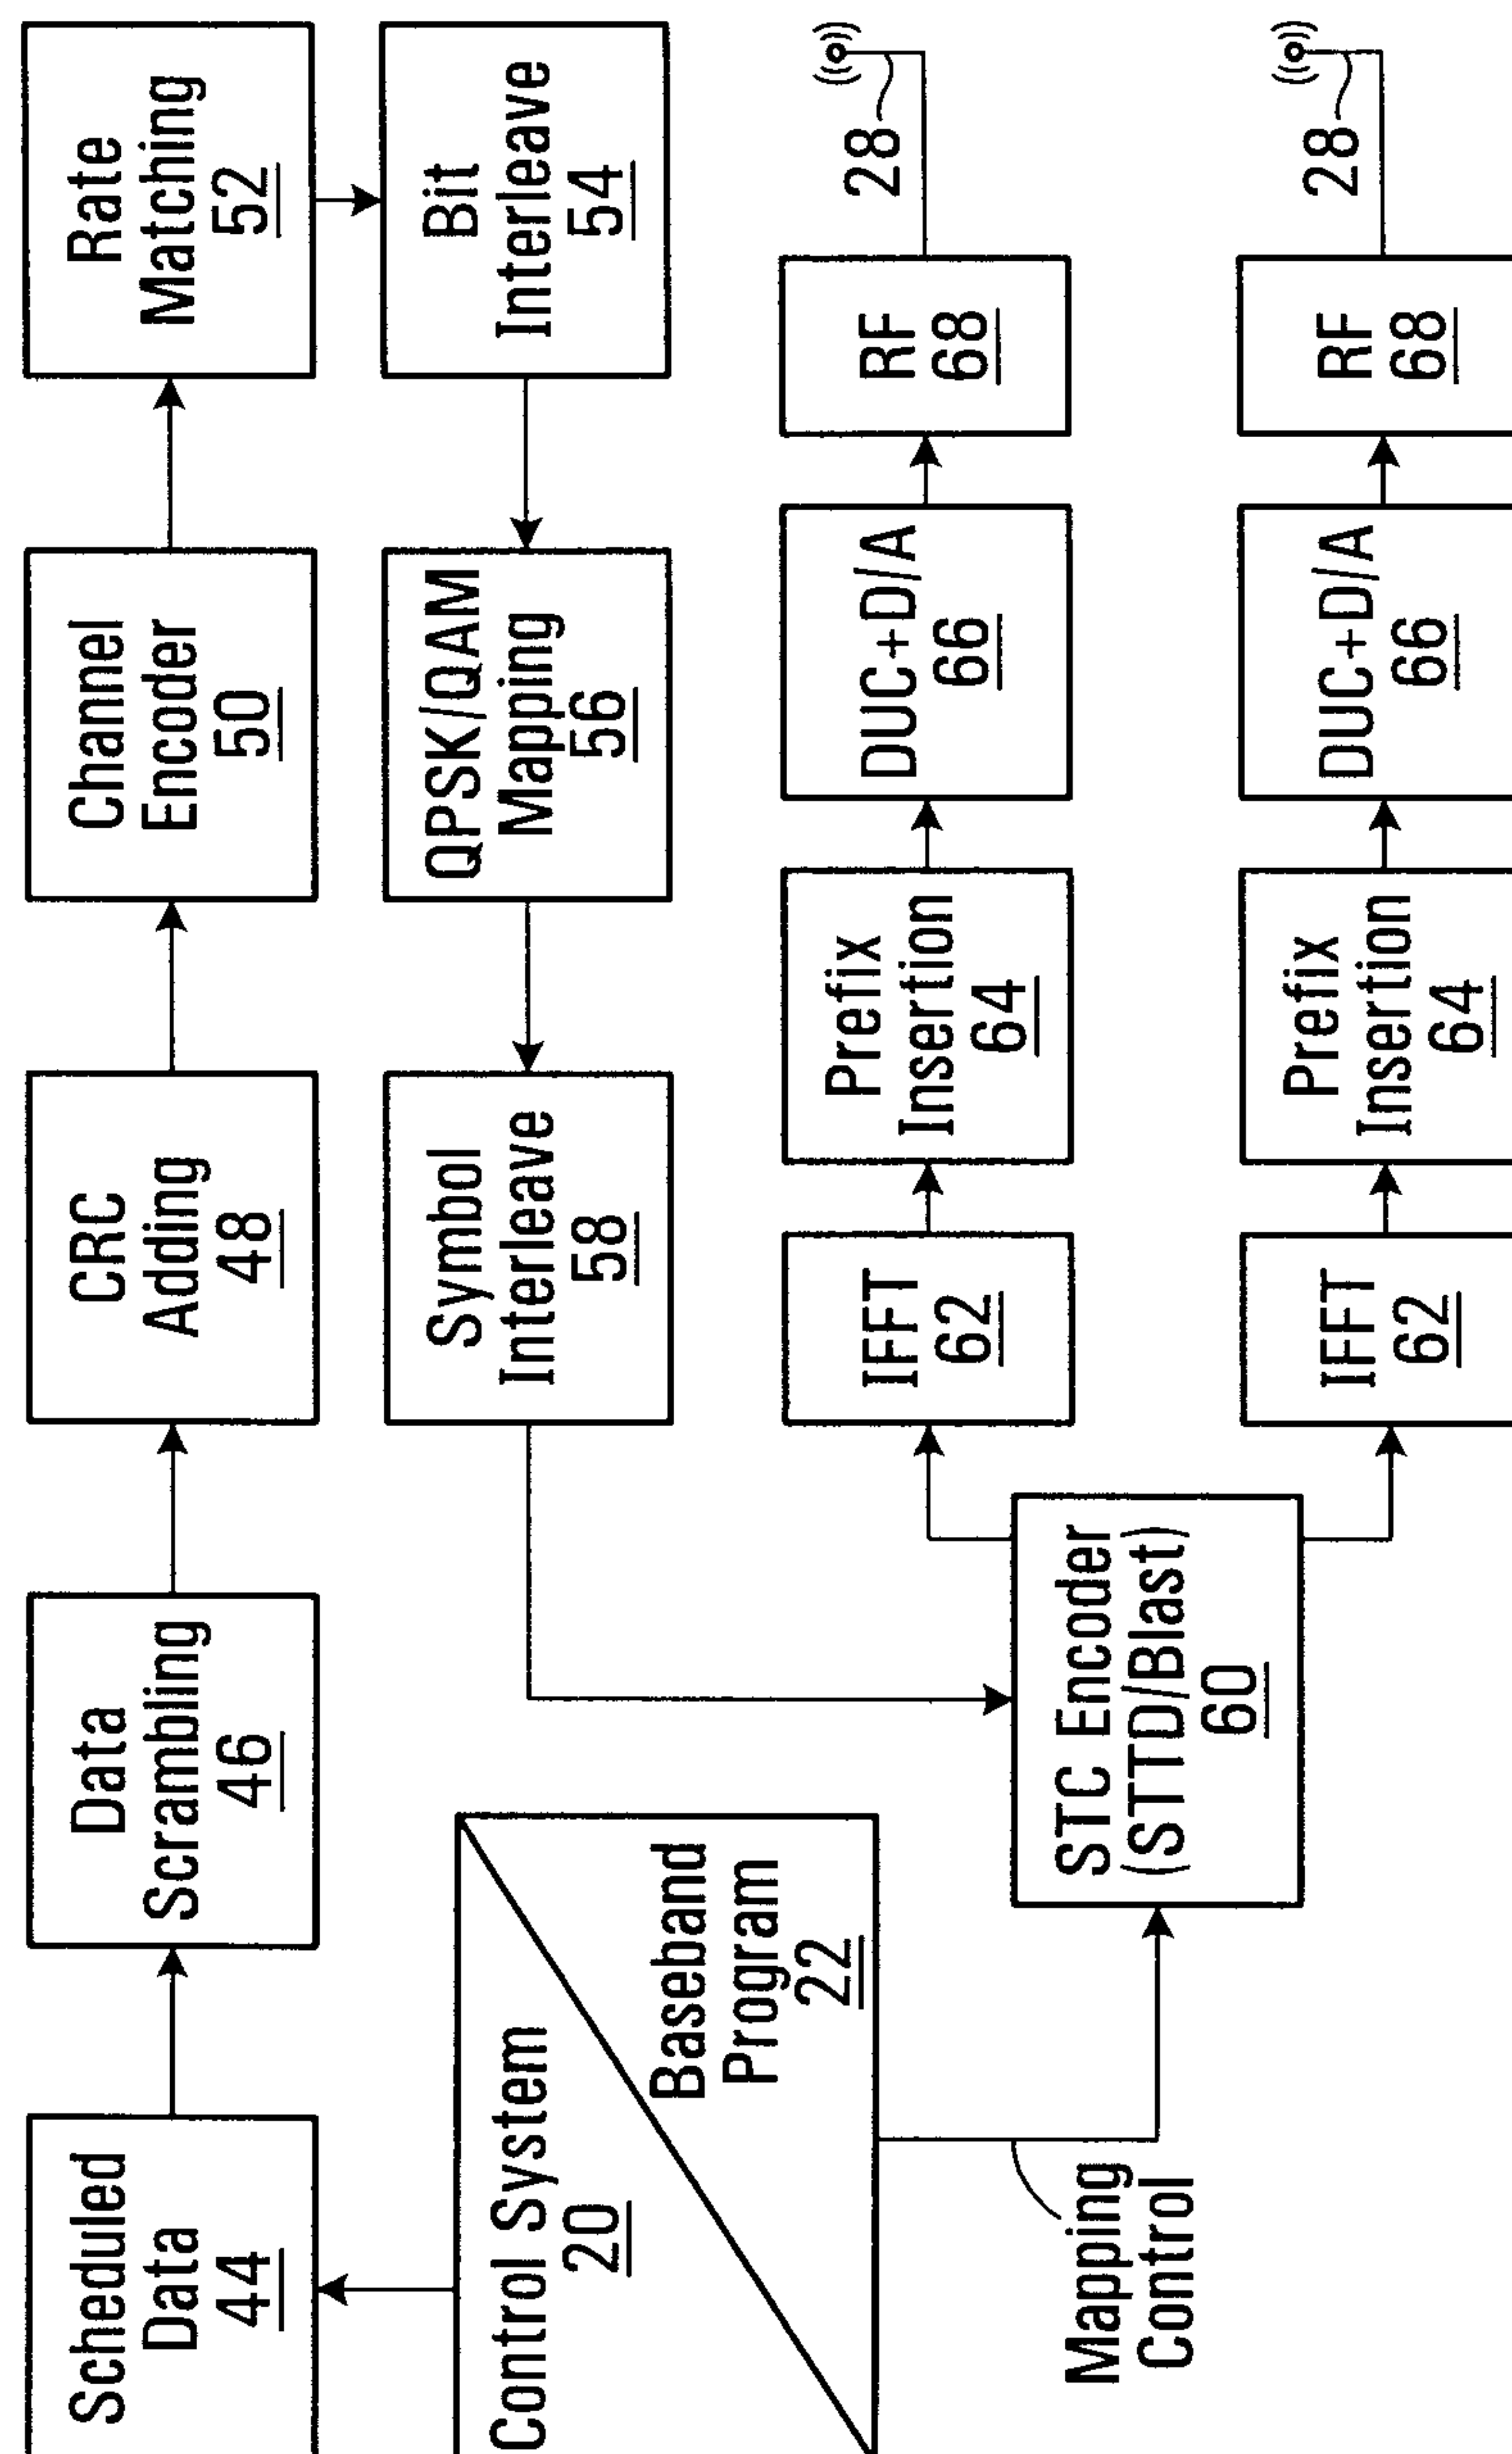 Scheduled
Data
44
Data
Scrambling
46
CRC
Adding
48
Channel
Encoder
50
Rate
Matching
52
Control System
20
Baseband
Program
22
Symbol
Interleave
58
QPSK/QAM
Mapping
56
Bit
Interleave
54
Mapping
Control
STC Encoder
(STTD/Blast)
60
IFFT
62
Prefix
Insertion
64
DUC+D/A
66
RF
68
28
IFFT
62
Prefix
Insertion
64
DUC+D/A
66
RF
68
28